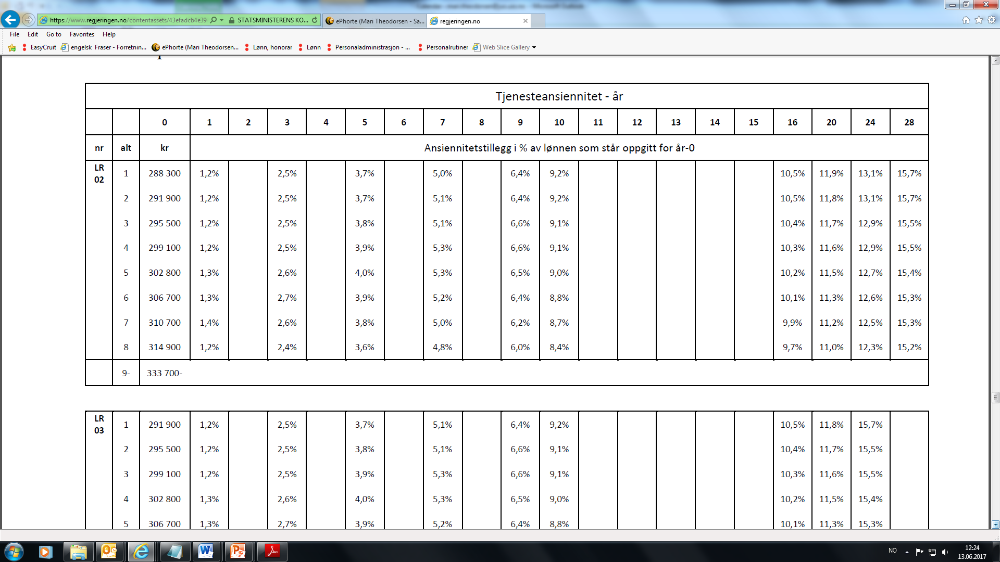 https://www.regjeringen.no/contentassets/43efadcb4e39
STATSMINISTERENS KO...
ePhorte (Mari Theodorsen - Sa...
regjeringen.no
File Edit Go to Favorites Help
EasyCruit engelsk Fraser - Forretnin... ePhorte (Mari Theodorsen... Lønn, honorar Lønn Personaladministrasjon - ... Personalrutiner Web Slice Gallery
Tjenesteansiennitet - år
0 1 2 3 4 5 6 7 8 9 10 11 12 13 14 15 16 20 24 28
nr alt kr Ansiennitetstillegg i % av lønnen som står oppgitt for år-0
LR 02 1 288 300 1,2% 2,5% 3,7% 5,0% 6,4% 9,2% 10,5% 11,9% 13,1% 15,7%
2 291 900 1,2% 2,5% 3,7% 5,1% 6,4% 9,2% 10,5% 11,8% 13,1% 15,7%
3 295 500 1,2% 2,5% 3,8% 5,1% 6,6% 9,1% 10,4% 11,7% 12,9% 15,5%
4 299 100 1,2% 2,5% 3,9% 5,3% 6,6% 9,1% 10,3% 11,6% 12,9% 15,5%
5 302 800 1,3% 2,6% 4,0% 5,3% 6,5% 9,0% 10,2% 11,5% 12,7% 15,4%
6 306 700 1,3% 2,7% 3,9% 5,2% 6,4% 8,8% 10,1% 11,3% 12,6% 15,3%
7 310 700 1,4% 2,6% 3,8% 5,0% 6,2% 8,7% 9,9% 11,2% 12,5% 15,3%
8 314 900 1,2% 2,4% 3,6% 4,8% 6,0% 8,4% 9,7% 11,0% 12,3% 15,2%
9- 333 700-
LR 03 1 291 900 1,2% 2,5% 3,7% 5,1% 6,4% 9,2% 10,5% 11,8% 15,7%
2 295 500 1,2% 2,5% 3,8% 5,1% 6,6% 9,1% 10,4% 11,7% 15,5%
3 299 100 1,2% 2,5% 3,9% 5,3% 6,6% 9,1% 10,3% 11,6% 15,5%
4 302 800 1,3% 2,6% 4,0% 5,3% 6,5% 9,0% 10,2% 11,5% 15,4%
5 306 700 1,3% 2,7% 3,9% 5,2% 6,4% 8,8% 10,1% 11,3% 15,3%
NO
12:24
13.06.2017